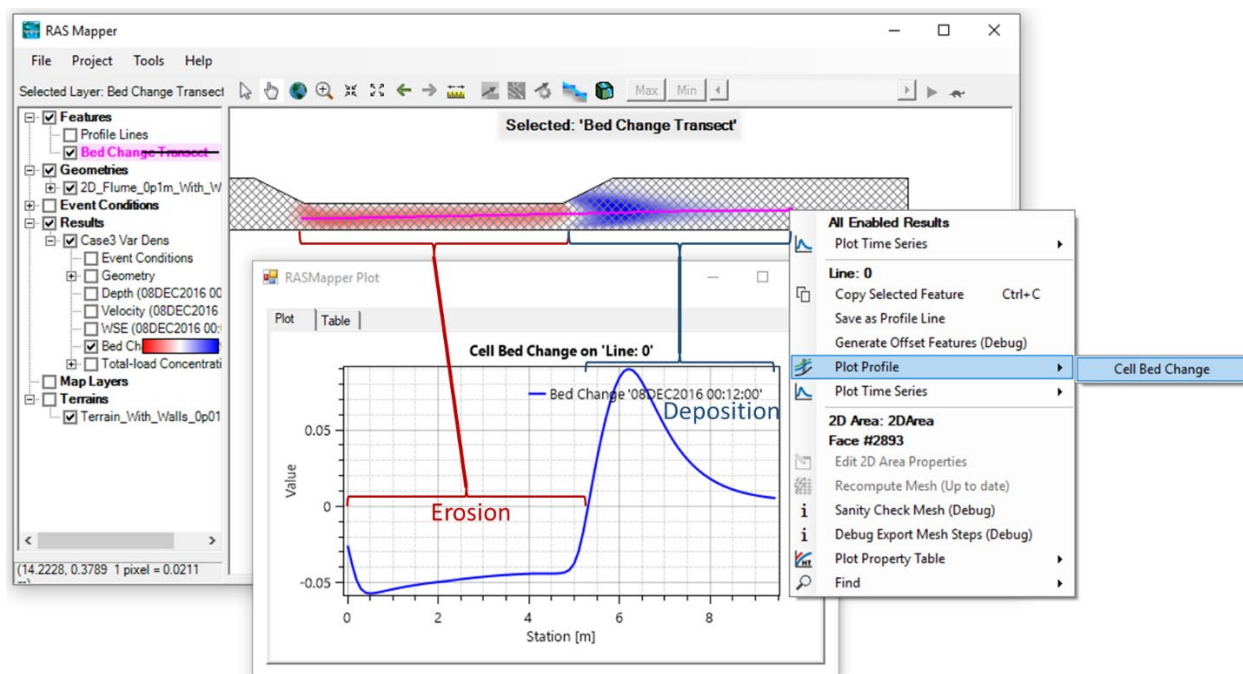 RAS Mapper
File Project Tools Help
Selected Layer: Bed Change Transect
Max Min
Selected: 'Bed Change Transect'
Features
Profile Lines
Bed Change Transect
Geometries
2D_Flume_0p1m_With_W
Event Conditions
Results
Case3 Var Dens
Event Conditions
Geometry
Depth (08DEC2016 00
Velocity (08DEC2016
WSE (08DEC2016 00:
Bed Ch
Total-load Concentrati
Map Layers
Terrains
Terrain_With_Walls_0p01
(14.2228, 0.3789 1 pixel = 0.0211
RASMapper Plot
Plot Table
Cell Bed Change on 'Line: 0'
Bed Change '08DEC2016 00:12:00'
Deposition
Erosion
Value
0.05
0
-0.05
0 2 4 6 8
Station [m]
All Enabled Results
Plot Time Series
Line: 0
Copy Selected Feature Ctrl+C
Save as Profile Line
Generate Offset Features (Debug)
Plot Profile
Cell Bed Change
Plot Time Series
2D Area: 2DArea
Face #2893
Edit 2D Area Properties
Recompute Mesh (Up to date)
Sanity Check Mesh (Debug)
Debug Export Mesh Steps (Debug)
Plot Property Table
Find